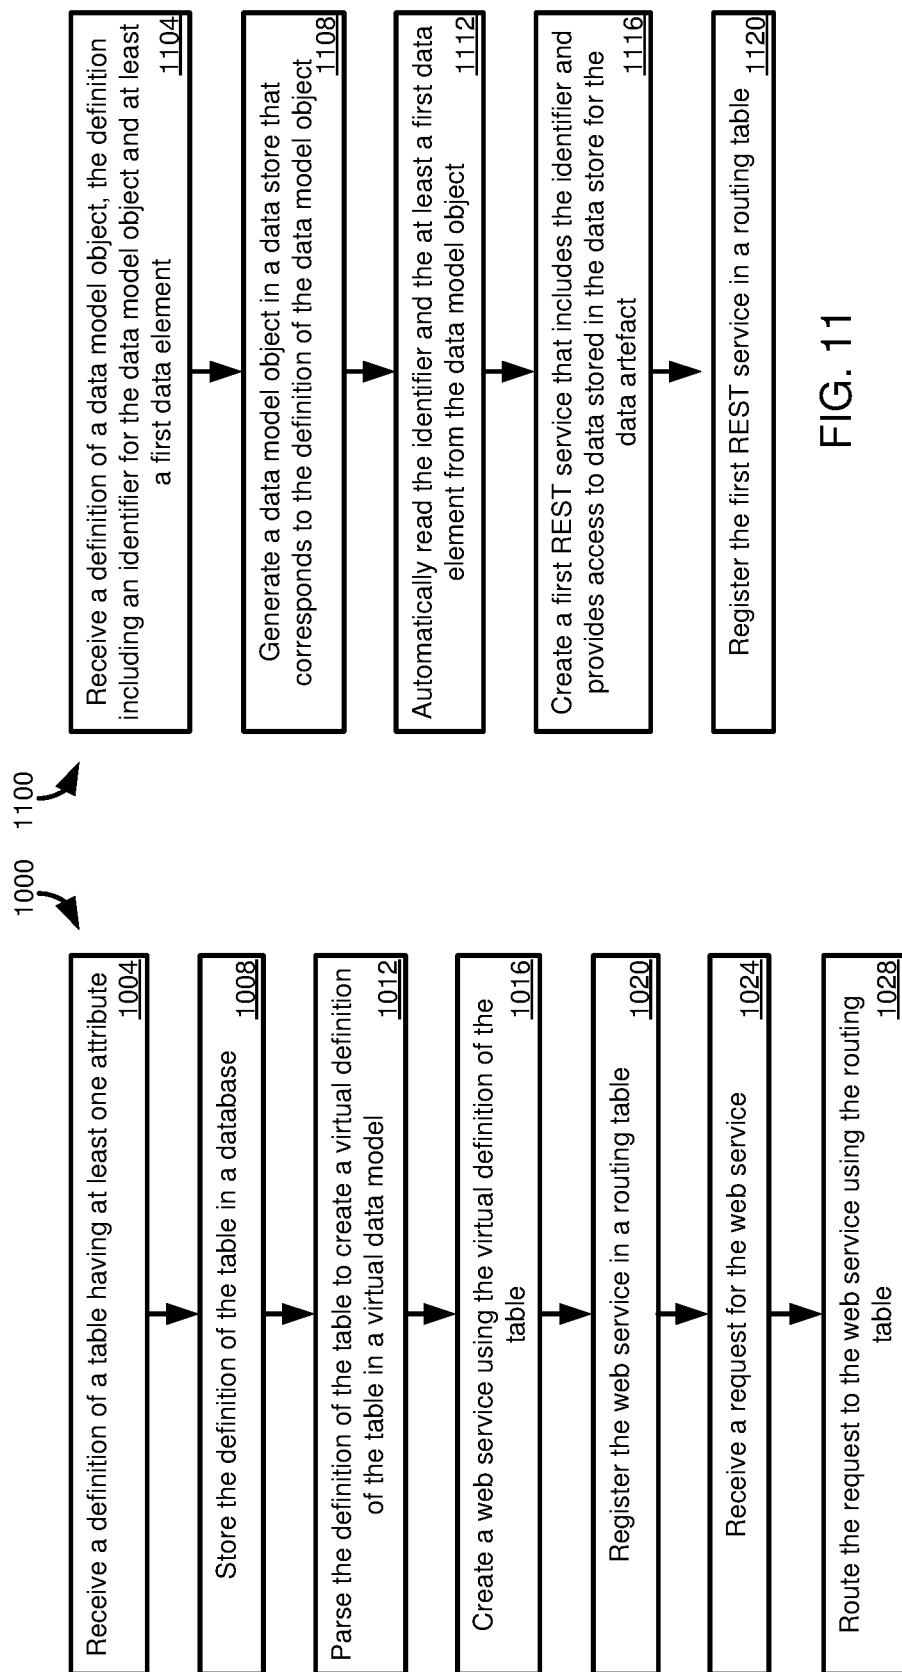 1000
Receive a definition of a table having at least one attribute
1004
Store the definition of the table in a database
1008
Parse the definition of the table to create a virtual definition
of the table in a virtual data model
1012
Create a web service using the virtual definition of the
table
1016
Register the web service in a routing table
1020
Receive a request for the web service
1024
Route the request to the web service using the routing
table
1028
1100
Receive a definition of a data model object, the definition
including an identifier for the data model object and at least
a first data element
1104
Generate a data model object in a data store that
corresponds to the definition of the data model object
1108
Automatically read the identifier and the at least a first data
element from the data model object
1112
Create a first REST service that includes the identifier and
provides access to data stored in the data store for the
data artefact
1116
Register the first REST service in a routing table
1120
FIG. 11